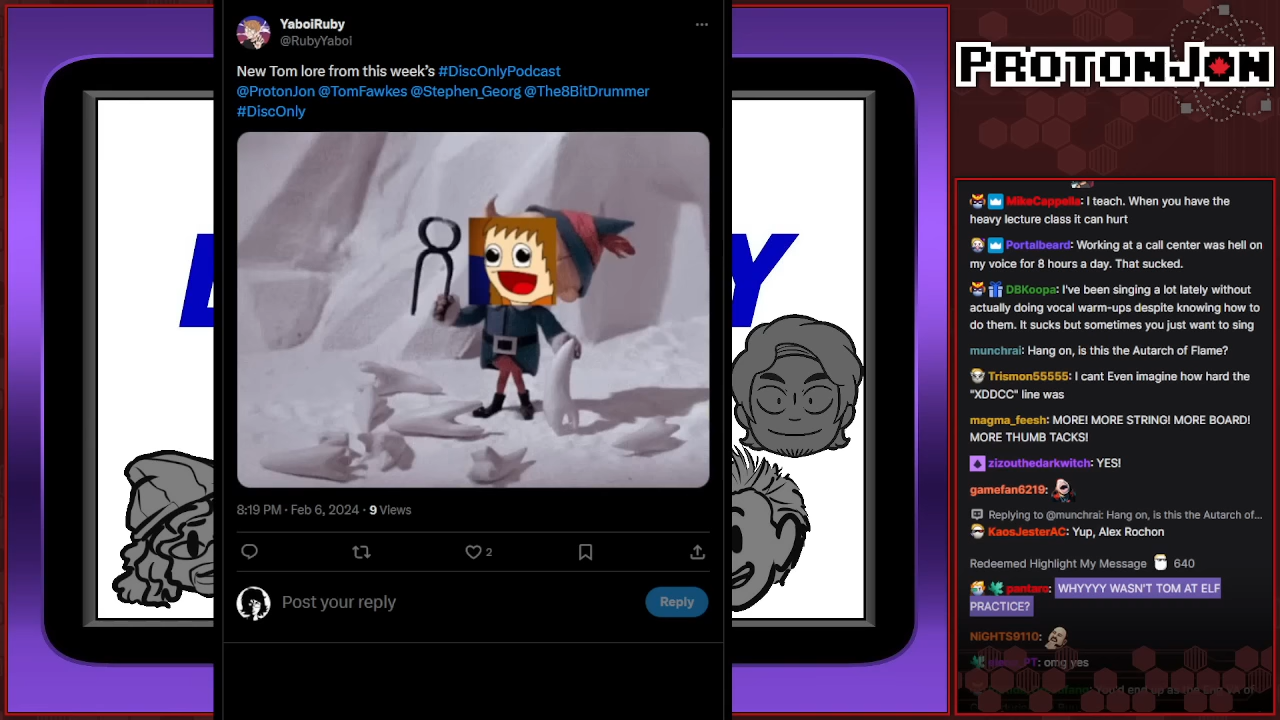 YaboiRuby
@RubyYaboi
New Tom lore from this week’s #DiscOnlyPodcast
@ProtonJon @TomFawkes @Stephen_Georg @The8BitDrummer
#DiscOnly
8:19 PM · Feb 6, 2024 · 9 Views
2
Post your reply
Reply
Y
PROTONJON
MikeCappella: I teach. When you have the
heavy lecture class it can hurt
Portalbeard: Working at a call center was hell on
my voice for 8 hours a day. That sucked.
DBKoopa: I've been singing a lot lately without
actually doing vocal warm-ups despite knowing how to
do them. It sucks but sometimes you just want to sing
munchrai: Hang on, is this the Autarch of Flame?
Trismon55555: I cant Even imagine how hard the
"XDDCC" line was
magma_feesh: MORE! MORE STRING! MORE BOARD!
MORE THUMB TACKS!
zizouthedarkwitch: YES!
gamefan6219:
Replying to @munchrai: Hang on, is this the Autarch of...
KaosJesterAC: Yup, Alex Rochon
Redeemed Highlight My Message 640
pantaro: WHYYYY WASN'T TOM AT ELF
PRACTICE?
NiGHTS9110:
omg yes